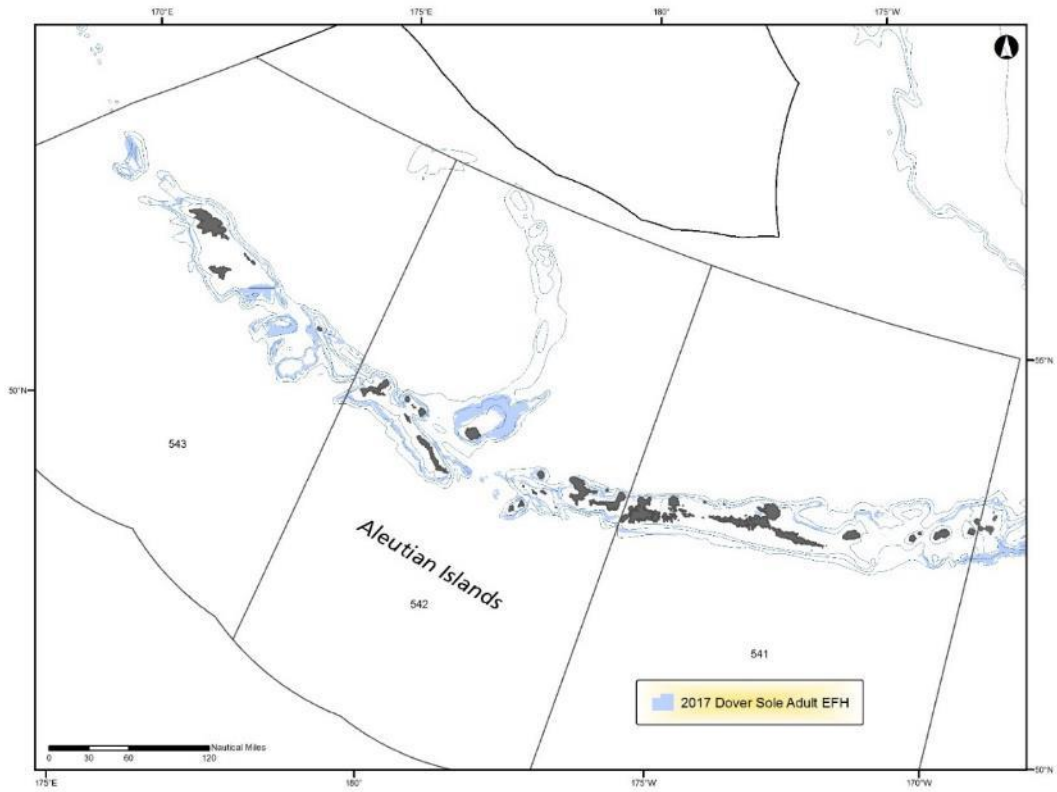 170°E 175°E 180° 175°W
55°N
50°N
543
Aleutian Islands
542
541
2017 Dover Sole Adult EFH
Nautical Miles
0 30 60 120
50°N
175°E 180° 175°W 170°W